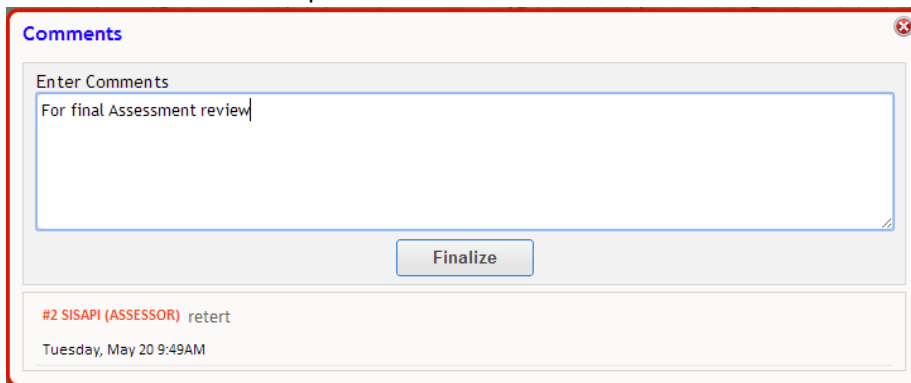 Comments
Enter Comments
For final Assessment review
Finalize
#2 SISAPI (ASSESSOR) retert
Tuesday, May 20 9:49AM